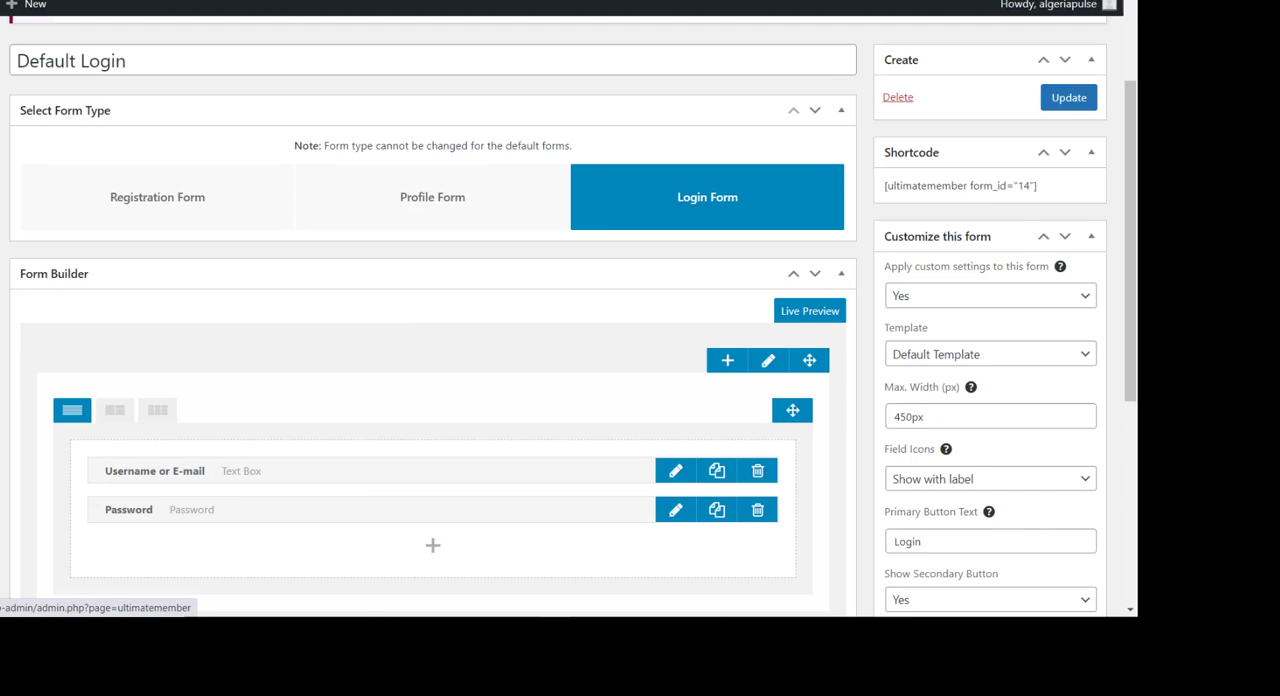 New
Howdy, algeriapulse
Default Login
Select Form Type
Note: Form type cannot be changed for the default forms.
Registration Form
Profile Form
Login Form
Form Builder
Live Preview
Username or E-mail Text Box
Password Password
Create
Delete
Update
Shortcode
[ultimatemember form_id="14"]
Customize this form
Apply custom settings to this form
Yes
Template
Default Template
Max. Width (px)
450px
Field Icons
Show with label
Primary Button Text
Login
Show Secondary Button
Yes
-admin/admin.php?page=ultimatemember